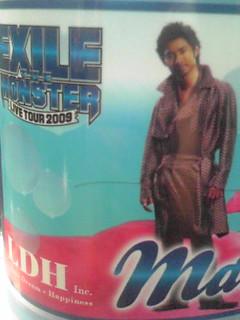 EXILE
THE
MONSTER
LIVE TOUR 2009
LDH Inc.
Dream + Happiness
Ma